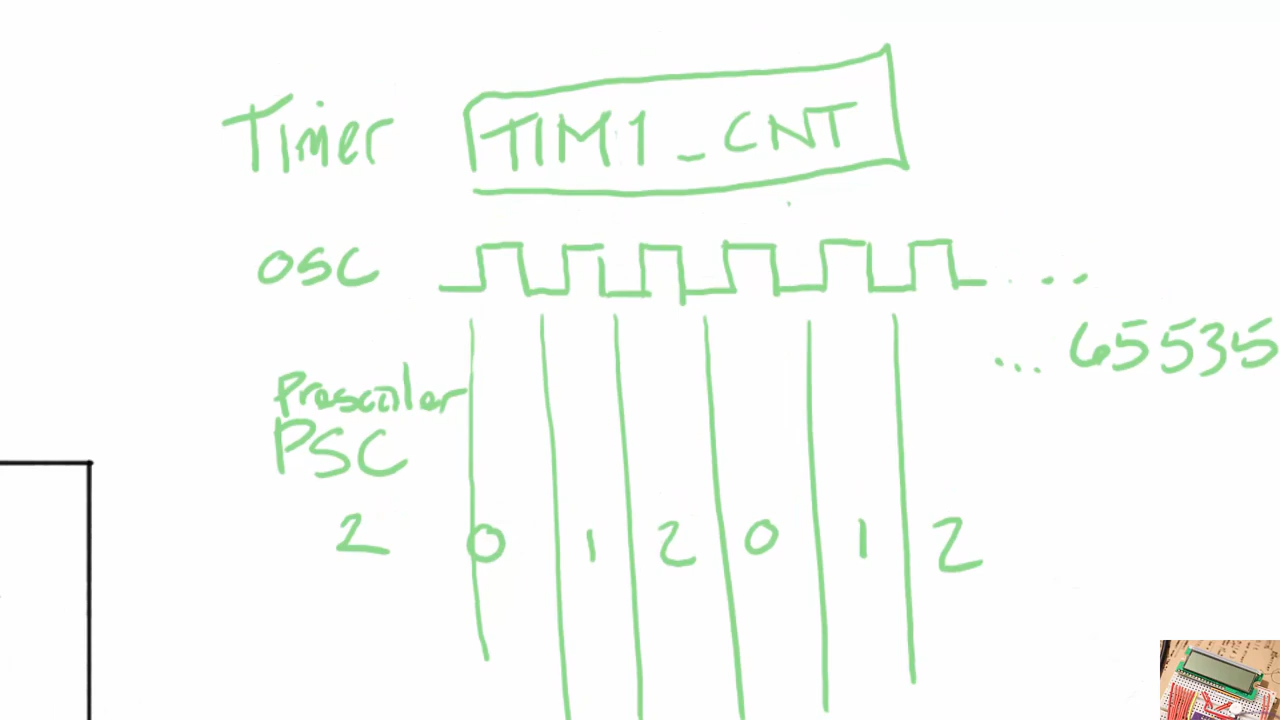 Timer TIM1_CNT
OSC ...
... 65535
Prescaler
PSC
2 0 1 2 0 1 2